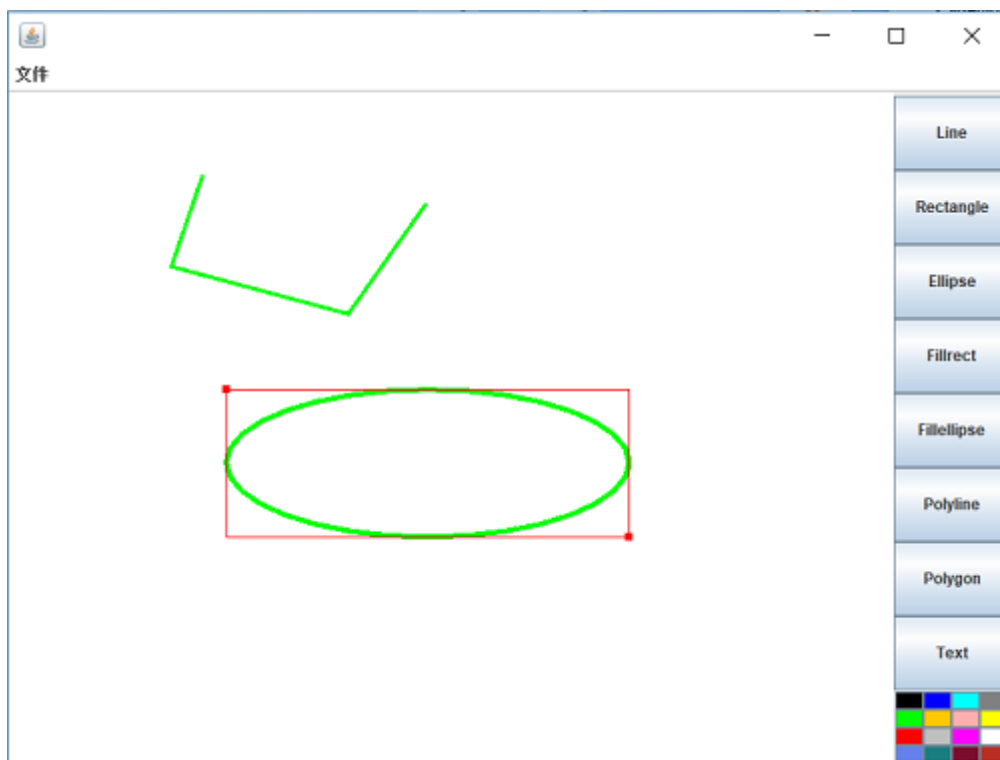 文件
Line
Rectangle
Ellipse
Fillrect
Fillellipse
Polyline
Polygon
Text